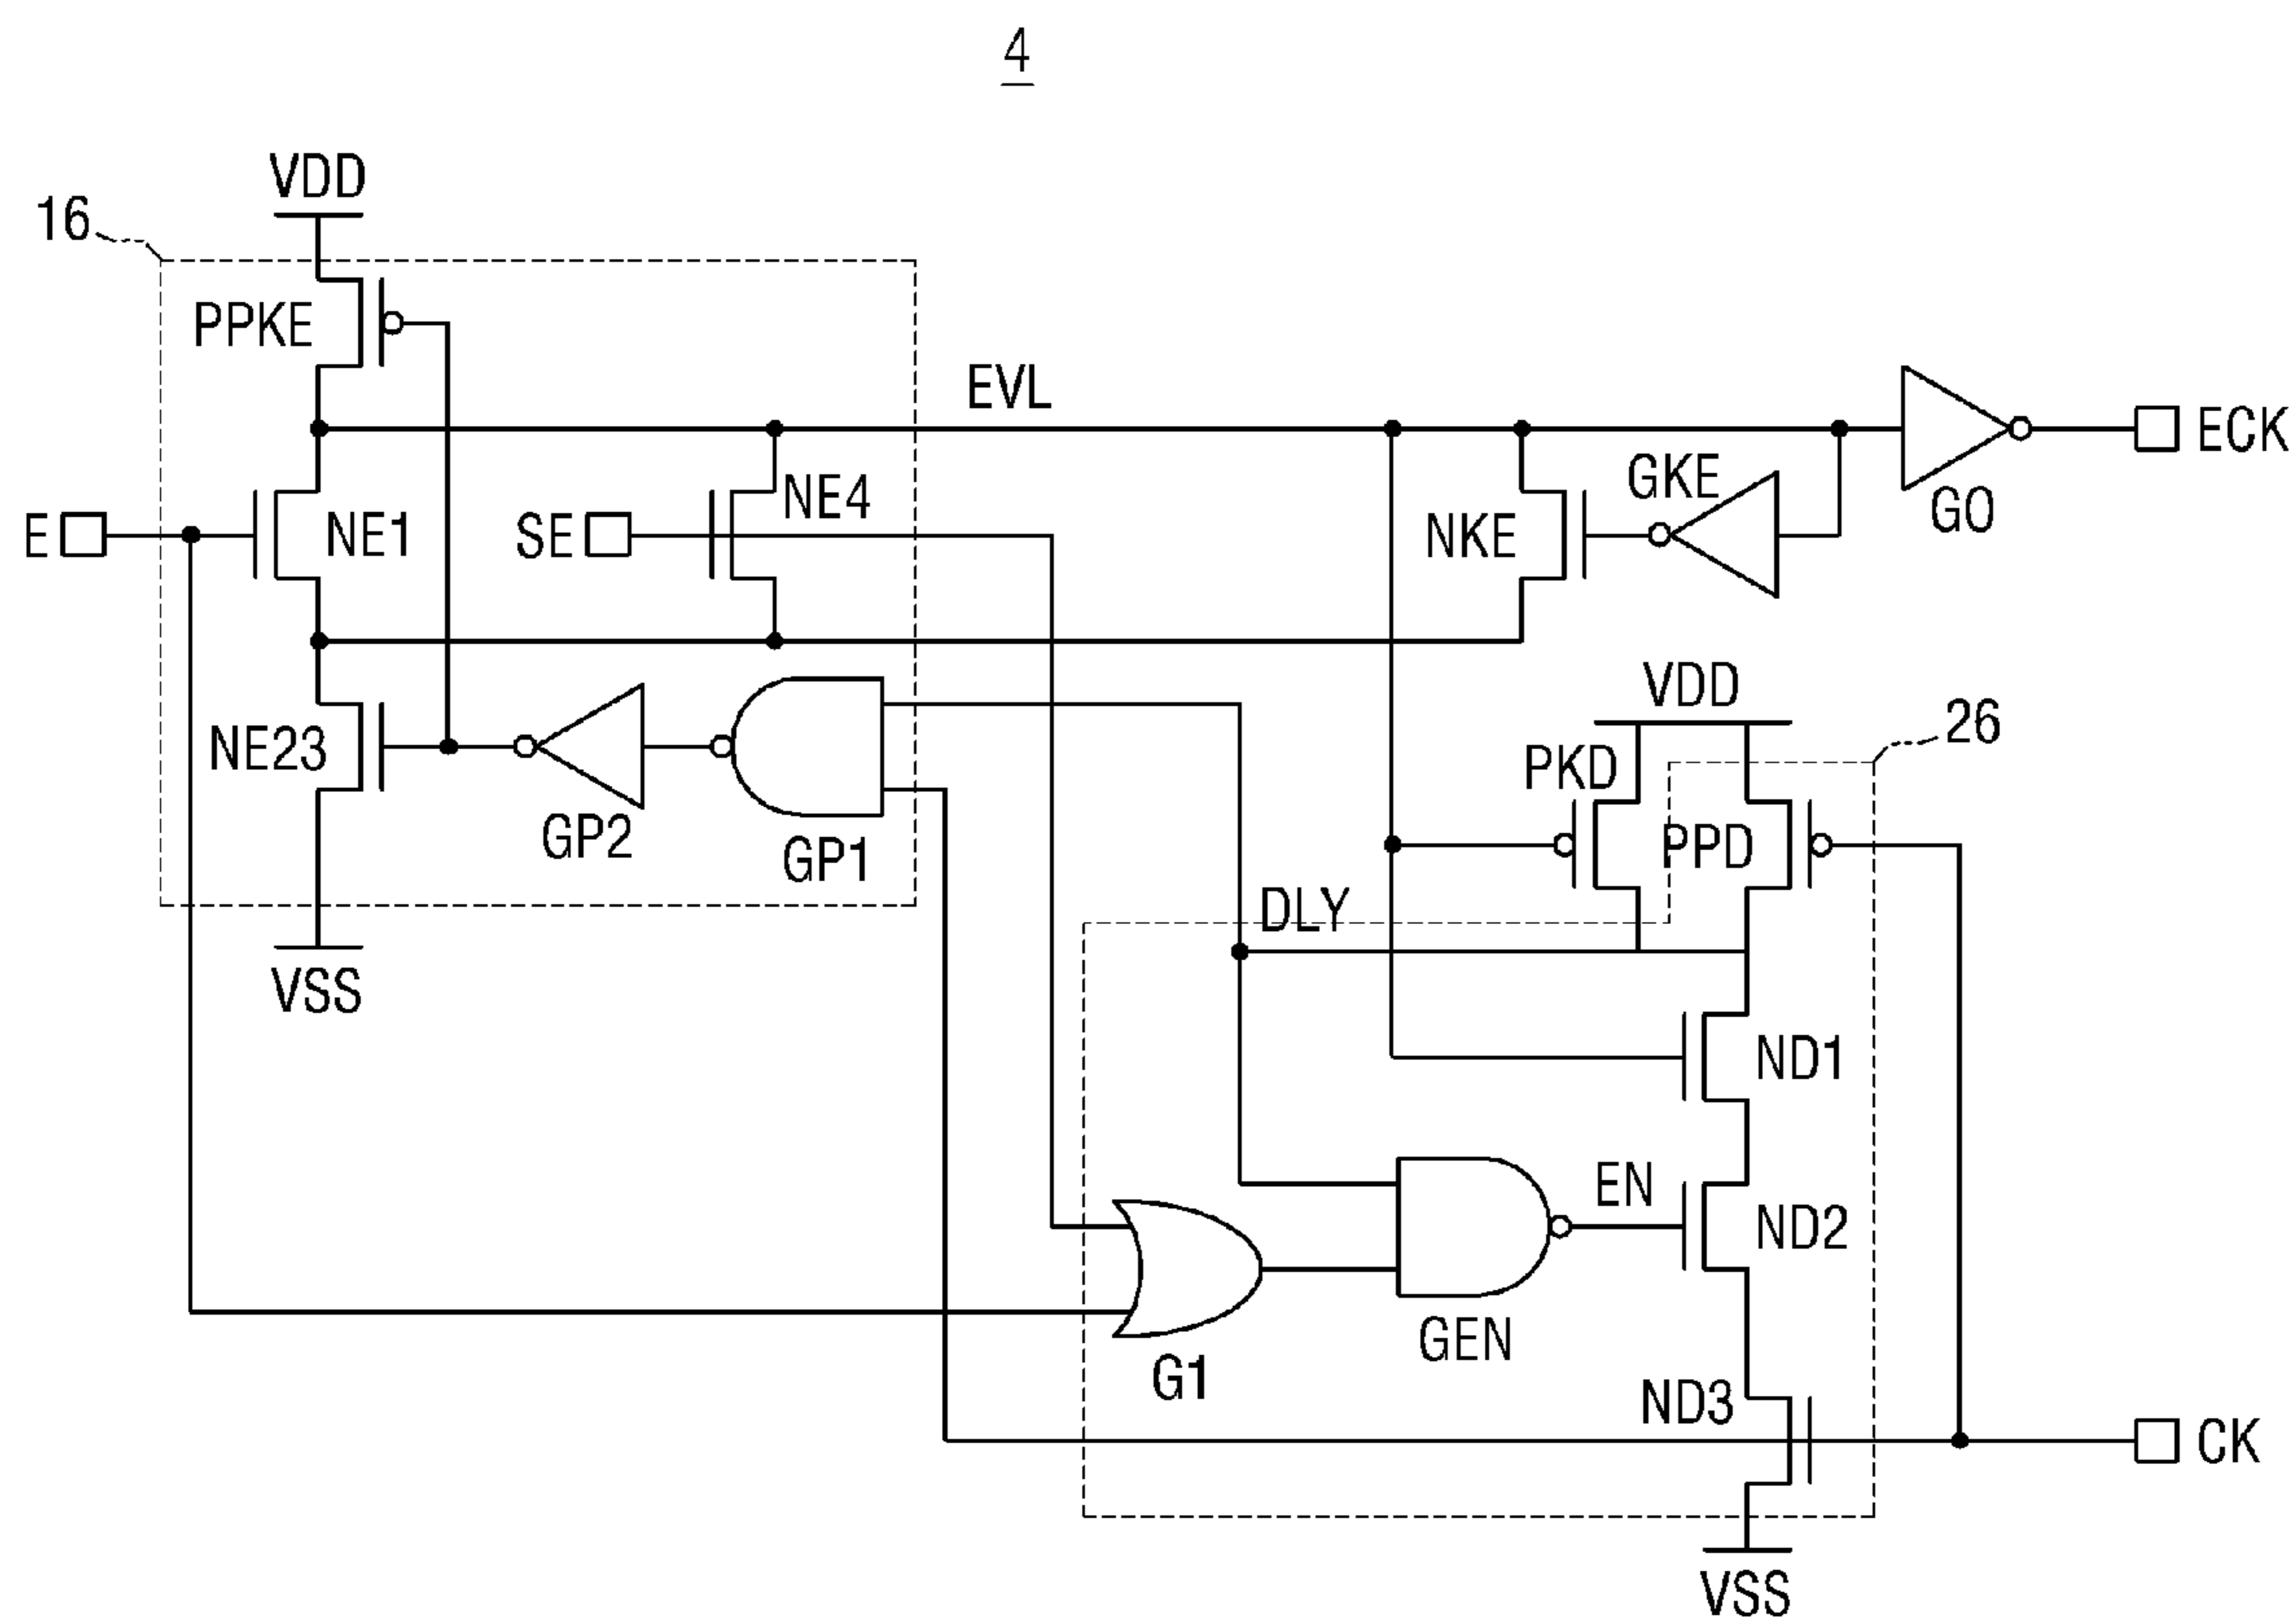 4
VDD
16
PPKE
EVL
ECK
GKE
NE4
GO
E
NE1
SE
NKE
VDD
26
NE23
PKD
GP2
PPD
GP1
DLY
VSS
ND1
EN
ND2
GEN
G1
ND3
CK
VSS